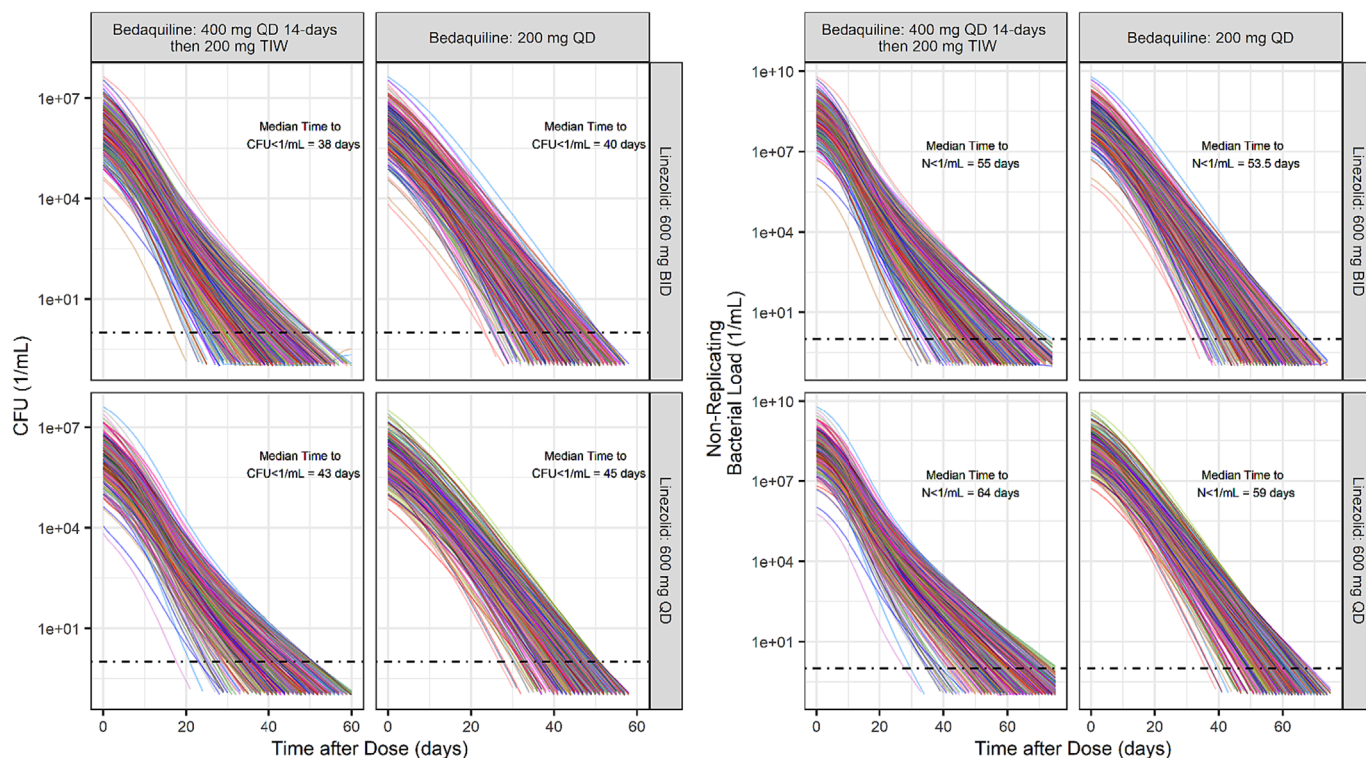 Bedaquiline: 400 mg QD 14-days
then 200 mg TIW
Bedaquiline: 200 mg QD
1e+07
1e+04
1e+01
Median Time to
CFU<1/mL = 38 days
Median Time to
CFU<1/mL = 40 days
Linezolid: 600 mg BID
CFU (1/mL)
1e+07
1e+04
1e+01
Median Time to
CFU<1/mL = 43 days
Median Time to
CFU<1/mL = 45 days
Linezolid: 600 mg QD
0 20 40 60 0 20 40 60
Time after Dose (days)
Bedaquiline: 400 mg QD 14-days
then 200 mg TIW
Bedaquiline: 200 mg QD
1e+10
1e+07
1e+04
1e+01
Median Time to
N<1/mL = 55 days
Median Time to
N<1/mL = 53.5 days
Linezolid: 600 mg BID
Non-Replicating
Bacterial Load (1/mL)
1e+10
1e+07
1e+04
1e+01
Median Time to
N<1/mL = 64 days
Median Time to
N<1/mL = 59 days
Linezolid: 600 mg QD
0 20 40 60 0 20 40 60
Time after Dose (days)